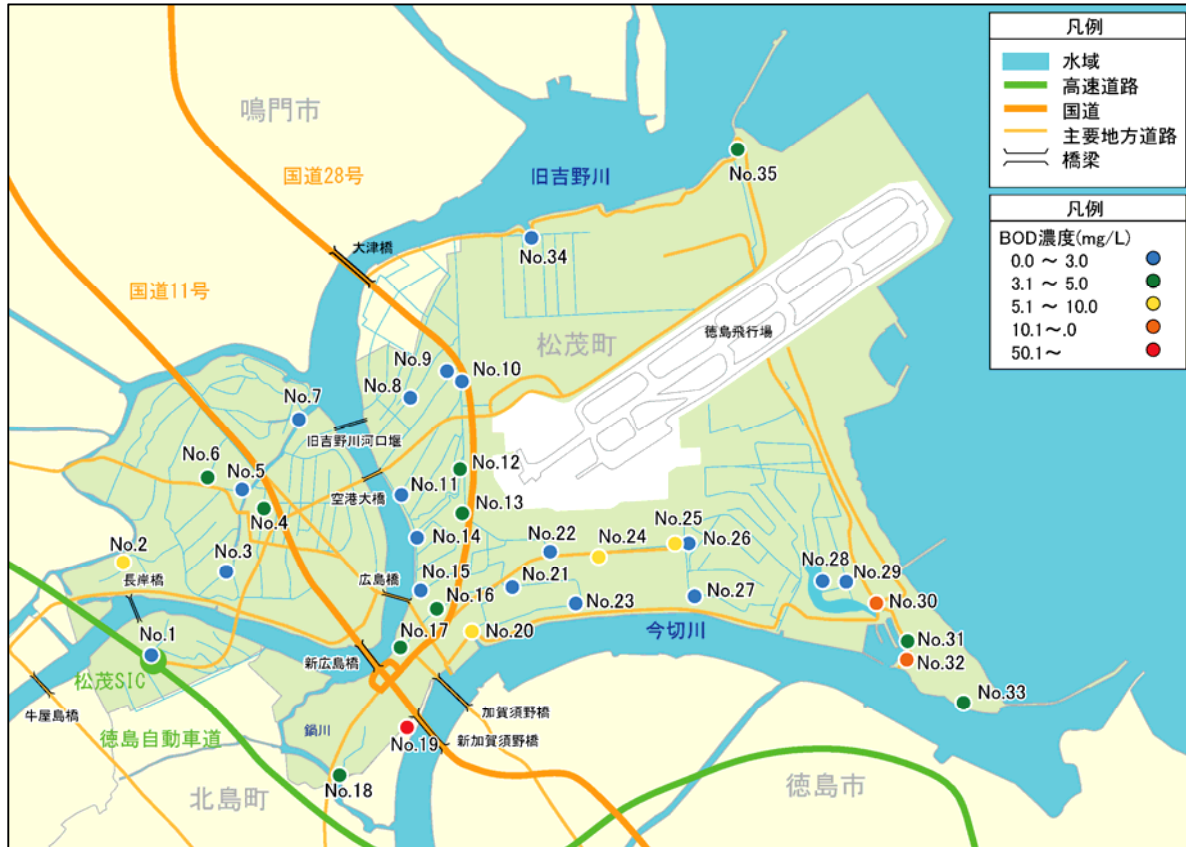 凡例
水域
高速道路
国道
主要地方道路
橋梁
凡例
BOD濃度(mg/L)
0.0 ～ 3.0
3.1 ～ 5.0
5.1 ～ 10.0
10.1～.0
50.1～
鳴門市
国道28号
旧吉野川
No.35
大津橋
No.34
国道11号
松茂町
徳島飛行場
No.9
No.10
No.8
No.7
旧吉野川河口堰
No.6
No.5
No.12
No.11
空港大橋
No.4
No.13
No.14
No.22
No.24
No.25
No.26
No.2
No.3
長岸橋
広島橋
No.15
No.21
No.28
No.29
No.16
No.23
No.27
No.30
No.1
No.17
No.20
今切川
No.31
新広島橋
No.32
松茂SIC
No.33
牛屋島橋
加賀須野橋
徳島自動車道
鍋川
No.19
新加賀須野橋
No.18
北島町
徳島市